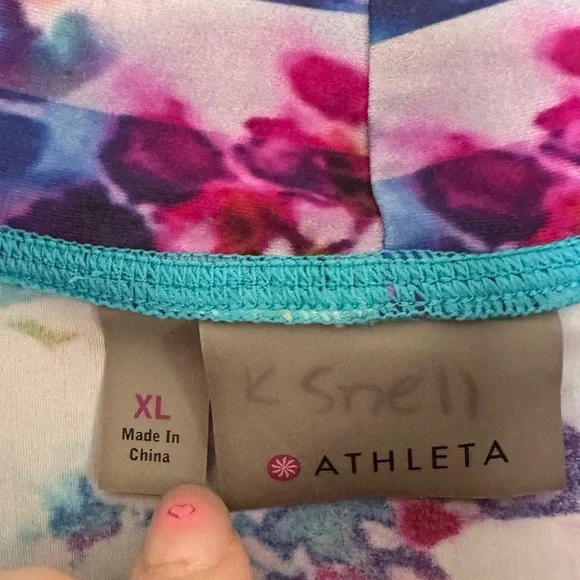 XL
Made In
China
K Snell
ATHLETA